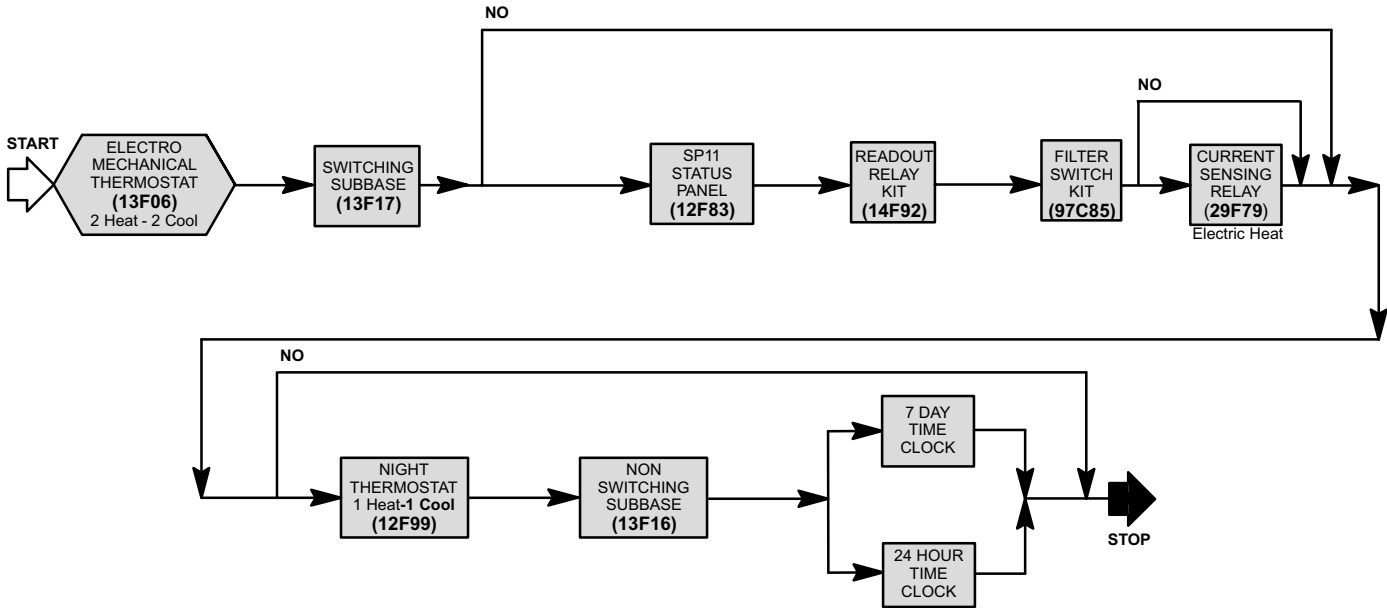 NO
NO
START
ELECTRO
MECHANICAL
THERMOSTAT
(13F06)
2 Heat - 2 Cool
SWITCHING
SUBBASE
(13F17)
SP11
STATUS
PANEL
(12F83)
READOUT
RELAY
KIT
(14F92)
FILTER
SWITCH
KIT
(97C85)
CURRENT
SENSING
RELAY
(29F79)
Electric Heat
NO
NIGHT
THERMOSTAT
1 Heat-1 Cool
(12F99)
NON
SWITCHING
SUBBASE
(13F16)
7 DAY
TIME
CLOCK
24 HOUR
TIME
CLOCK
STOP